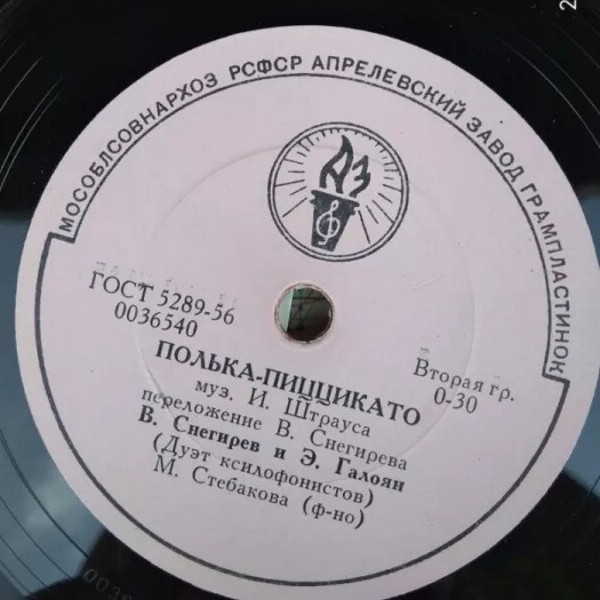 МОСОБЛСОВНАРХОЗ РСФСР АПРЕЛЕВСКИЙ ЗАВОД ГРАМПЛАСТИНОК
АЗ
ГОСТ 5289-56
0036540
Вторая гр.
0-30
ПОЛЬКА-ПИЦЦИКАТО
муз. И. Штрауса
переложение В. Снегирева
В. Снегирев и Э. Галоян
(Дуэт ксилофонистов)
М. Стебакова (ф-но)